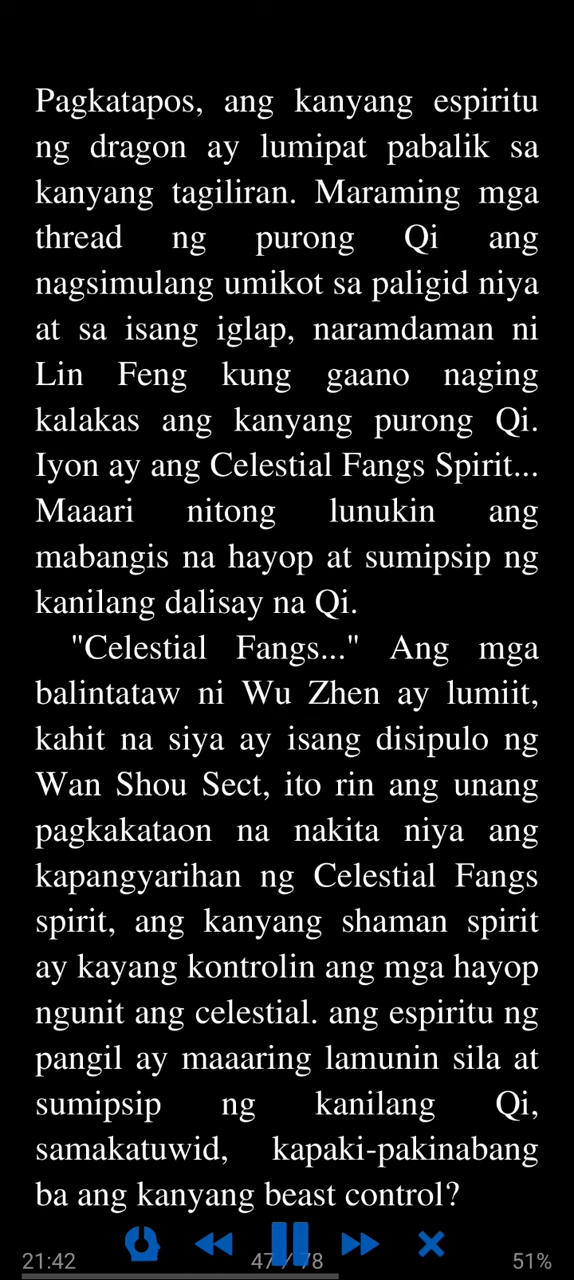 Pagkatapos, ang kanyang espiritu
ng dragon ay lumipat pabalik sa
kanyang tagiliran. Maraming mga
thread ng purong Qi ang
nagsimulang umikot sa paligid niya
at sa isang iglap, naramdaman ni
Lin Feng kung gaano naging
kalakas ang kanyang purong Qi.
Iyon ay ang Celestial Fangs Spirit...
Maaari nitong lunukin ang
mabangis na hayop at sumipsip ng
kanilang dalisay na Qi.
"Celestial Fangs..." Ang mga
balintataw ni Wu Zhen ay lumiit,
kahit na siya ay isang disipulo ng
Wan Shou Sect, ito rin ang unang
pagkakataon na nakita niya ang
kapangyarihan ng Celestial Fangs
spirit, ang kanyang shaman spirit
ay kayang kontrolin ang mga hayop
ngunit ang celestial. ang espiritu ng
pangil ay maaaring lamunin sila at
sumipsip ng kanilang Qi,
samakatuwid, kapaki-pakinabang
ba ang kanyang beast control?
21:42 47 / 78 51%